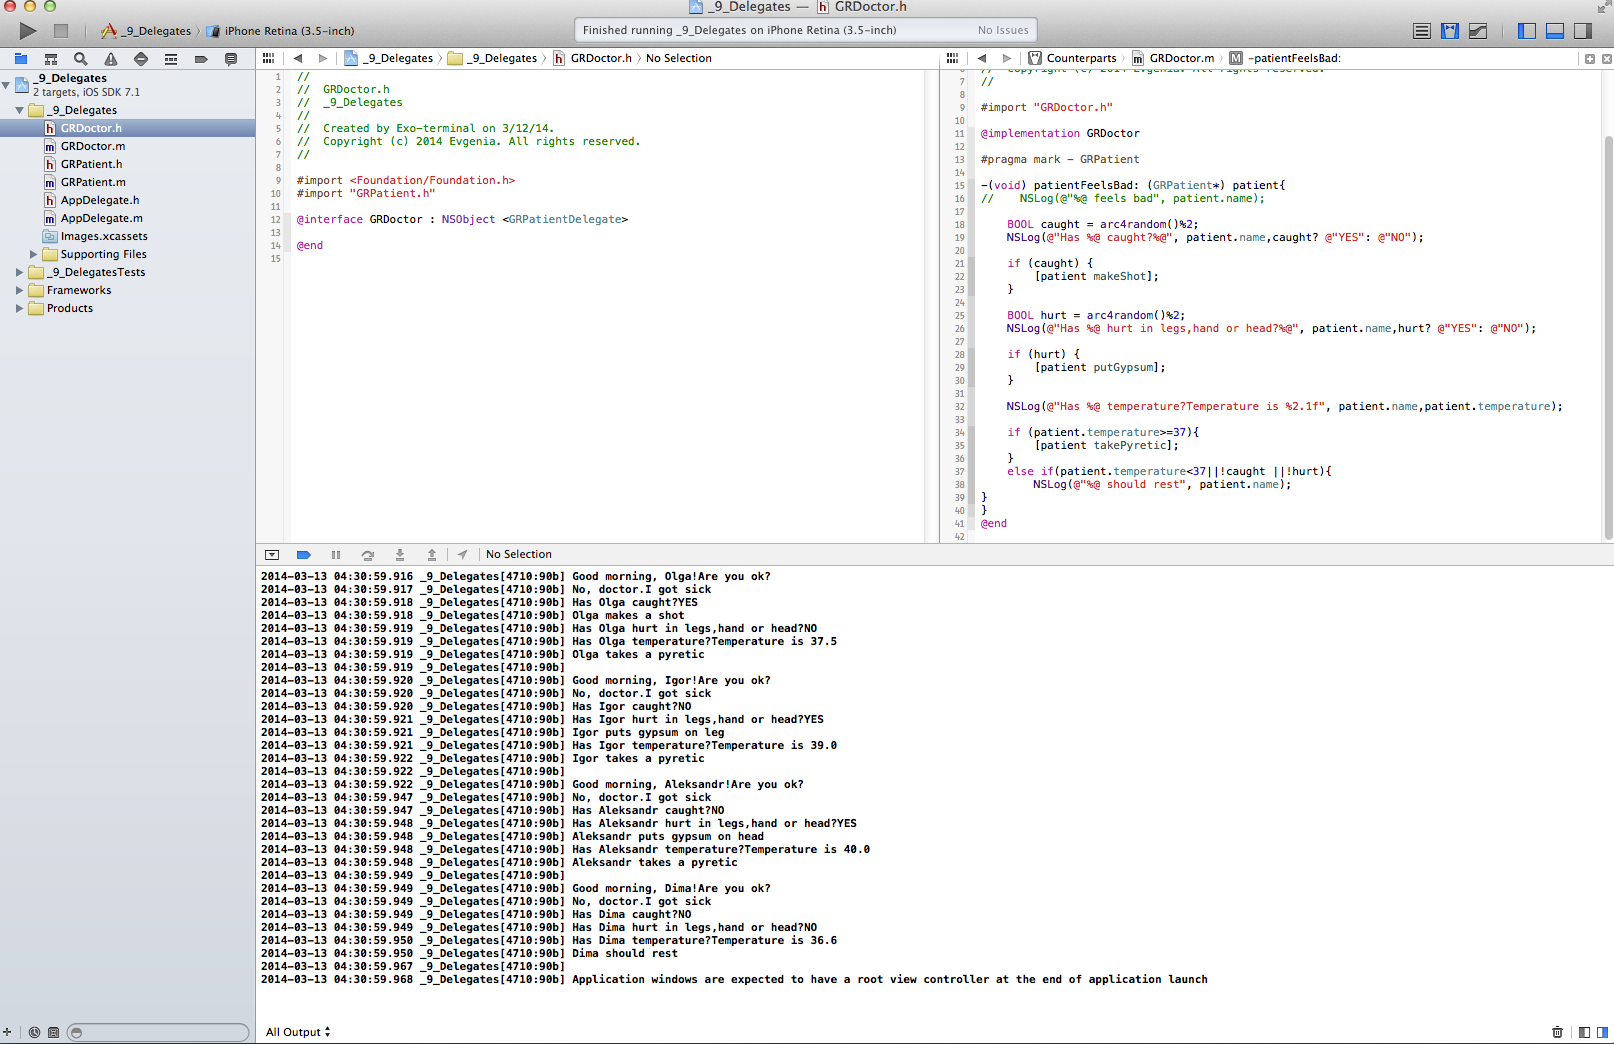 _9_Delegates — GRDoctor.h
_9_Delegates iPhone Retina (3.5-inch)
Finished running _9_Delegates on iPhone Retina (3.5-inch) No Issues
_9_Delegates
2 targets, iOS SDK 7.1
_9_Delegates
GRDoctor.h
GRDoctor.m
GRPatient.h
GRPatient.m
AppDelegate.h
AppDelegate.m
Images.xcassets
Supporting Files
_9_DelegatesTests
Frameworks
Products
_9_Delegates _9_Delegates GRDoctor.h No Selection
1 //
2 //  GRDoctor.h
3 //  _9_Delegates
4 //
5 //  Created by Exo-terminal on 3/12/14.
6 //  Copyright (c) 2014 Evgenia. All rights reserved.
7 //
8
9 #import <Foundation/Foundation.h>
10 #import "GRPatient.h"
11
12 @interface GRDoctor : NSObject <GRPatientDelegate>
13
14 @end
15
Counterparts GRDoctor.m -patientFeelsBad:
6 //  Copyright (c) 2014 Evgenia. All rights reserved.
7 //
8
9 #import "GRDoctor.h"
10
11 @implementation GRDoctor
12
13 #pragma mark - GRPatient
14
15 -(void) patientFeelsBad: (GRPatient*) patient{
16 //    NSLog(@"%@ feels bad", patient.name);
17
18 BOOL caught = arc4random()%2;
19 NSLog(@"Has %@ caught?%@", patient.name,caught? @"YES": @"NO");
20
21 if (caught) {
22 [patient makeShot];
23 }
24
25 BOOL hurt = arc4random()%2;
26 NSLog(@"Has %@ hurt in legs,hand or head?%@", patient.name,hurt? @"YES": @"NO");
27
28 if (hurt) {
29 [patient putGypsum];
30 }
31
32 NSLog(@"Has %@ temperature?Temperature is %2.1f", patient.name,patient.temperature);
33
34 if (patient.temperature>=37){
35 [patient takePyretic];
36 }
37 else if(patient.temperature<37||!caught ||!hurt){
38 NSLog(@"%@ should rest", patient.name);
39 }
40 }
41 @end
42
No Selection
2014-03-13 04:30:59.916 _9_Delegates[4710:90b] Good morning, Olga!Are you ok?
2014-03-13 04:30:59.917 _9_Delegates[4710:90b] No, doctor.I got sick
2014-03-13 04:30:59.918 _9_Delegates[4710:90b] Has Olga caught?YES
2014-03-13 04:30:59.918 _9_Delegates[4710:90b] Olga makes a shot
2014-03-13 04:30:59.919 _9_Delegates[4710:90b] Has Olga hurt in legs,hand or head?NO
2014-03-13 04:30:59.919 _9_Delegates[4710:90b] Has Olga temperature?Temperature is 37.5
2014-03-13 04:30:59.919 _9_Delegates[4710:90b] Olga takes a pyretic
2014-03-13 04:30:59.919 _9_Delegates[4710:90b]
2014-03-13 04:30:59.920 _9_Delegates[4710:90b] Good morning, Igor!Are you ok?
2014-03-13 04:30:59.920 _9_Delegates[4710:90b] No, doctor.I got sick
2014-03-13 04:30:59.920 _9_Delegates[4710:90b] Has Igor caught?NO
2014-03-13 04:30:59.921 _9_Delegates[4710:90b] Has Igor hurt in legs,hand or head?YES
2014-03-13 04:30:59.921 _9_Delegates[4710:90b] Igor puts gypsum on leg
2014-03-13 04:30:59.921 _9_Delegates[4710:90b] Has Igor temperature?Temperature is 39.0
2014-03-13 04:30:59.922 _9_Delegates[4710:90b] Igor takes a pyretic
2014-03-13 04:30:59.922 _9_Delegates[4710:90b]
2014-03-13 04:30:59.922 _9_Delegates[4710:90b] Good morning, Aleksandr!Are you ok?
2014-03-13 04:30:59.947 _9_Delegates[4710:90b] No, doctor.I got sick
2014-03-13 04:30:59.947 _9_Delegates[4710:90b] Has Aleksandr caught?NO
2014-03-13 04:30:59.948 _9_Delegates[4710:90b] Has Aleksandr hurt in legs,hand or head?YES
2014-03-13 04:30:59.948 _9_Delegates[4710:90b] Aleksandr puts gypsum on head
2014-03-13 04:30:59.948 _9_Delegates[4710:90b] Has Aleksandr temperature?Temperature is 40.0
2014-03-13 04:30:59.948 _9_Delegates[4710:90b] Aleksandr takes a pyretic
2014-03-13 04:30:59.949 _9_Delegates[4710:90b]
2014-03-13 04:30:59.949 _9_Delegates[4710:90b] Good morning, Dima!Are you ok?
2014-03-13 04:30:59.949 _9_Delegates[4710:90b] No, doctor.I got sick
2014-03-13 04:30:59.949 _9_Delegates[4710:90b] Has Dima caught?NO
2014-03-13 04:30:59.949 _9_Delegates[4710:90b] Has Dima hurt in legs,hand or head?NO
2014-03-13 04:30:59.950 _9_Delegates[4710:90b] Has Dima temperature?Temperature is 36.6
2014-03-13 04:30:59.950 _9_Delegates[4710:90b] Dima should rest
2014-03-13 04:30:59.967 _9_Delegates[4710:90b]
2014-03-13 04:30:59.968 _9_Delegates[4710:90b] Application windows are expected to have a root view controller at the end of application launch
All Output